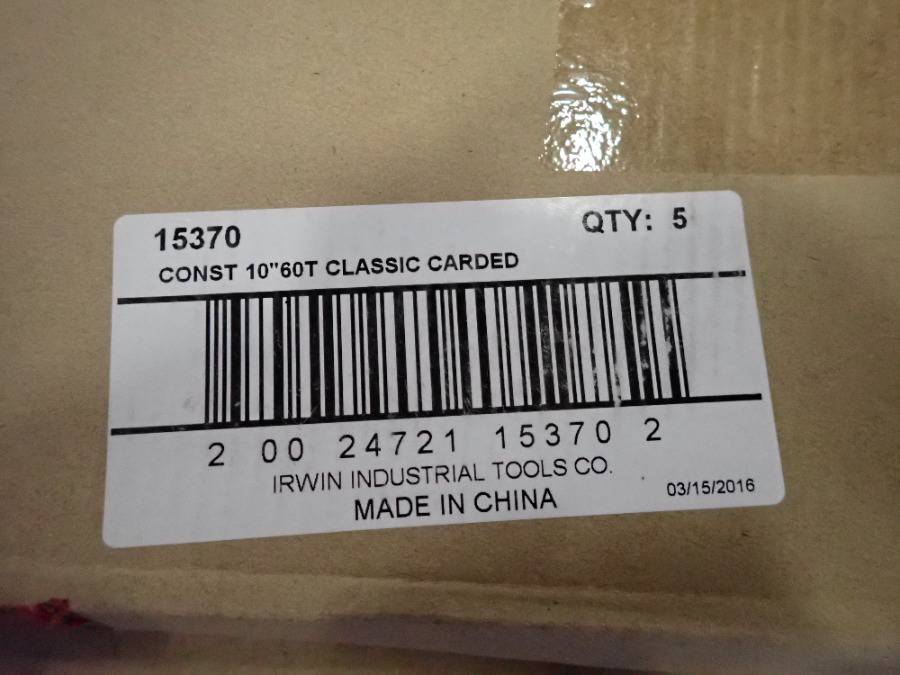 15370 QTY: 5
CONST 10"60T CLASSIC CARDED
2 00 24721 15370 2
IRWIN INDUSTRIAL TOOLS CO.
MADE IN CHINA 03/15/2016